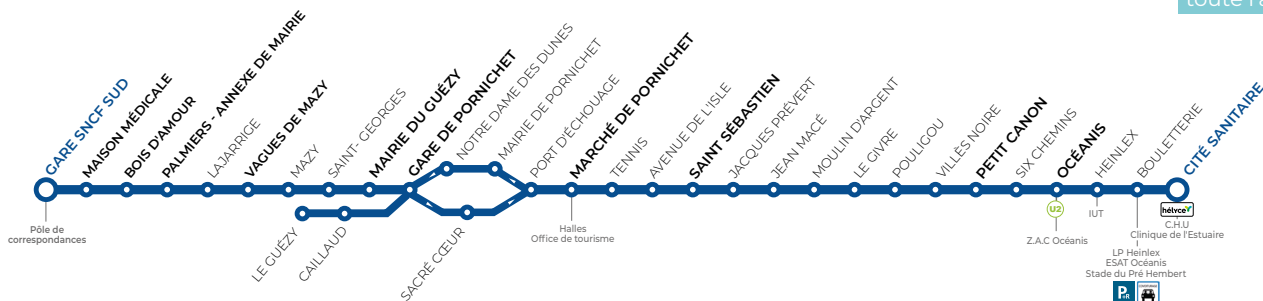 toute l'a
GARE SNCF SUD
MAISON MÉDICALE
BOIS D'AMOUR
PALMIERS - ANNEXE DE MAIRIE
LAJARRIGE
VAGUES DE MAZY
MAZY
SAINT- GEORGES
MAIRIE DU GUÉZY
GARE DE PORNICHET
NOTRE DAME DES DUNES
MAIRIE DE PORNICHET
PORT D'ÉCHOUAGE
MARCHÉ DE PORNICHET
TENNIS
AVENUE DE L'ISLE
SAINT SÉBASTIEN
JACQUES PRÉVERT
JEAN MACÉ
MOULIN D'ARGENT
LE GIVRE
POULIGOU
VILLÈS NOIRE
PETIT CANON
SIX CHEMINS
OCÉANIS
HEINLEX
BOULETTERIE
CITÉ SANITAIRE
LE GUÉZY
CAILLAUD
SACRÉ CŒUR
Pôle de
correspondances
Halles
Office de tourisme
U2
Z.A.C Océanis
IUT
hélyce
C.H.U
Clinique de l'Estuaire
LP Heinlex
ESAT Océanis
Stade du Pré Hembert
P+R